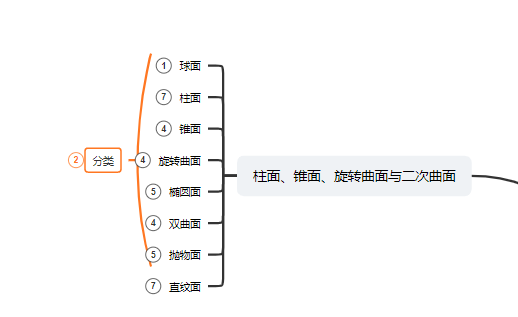 1 球面
7 柱面
4 锥面
2 分类
4 旋转曲面
柱面、锥面、旋转曲面与二次曲面
5 椭圆面
4 双曲面
5 抛物面
7 直纹面